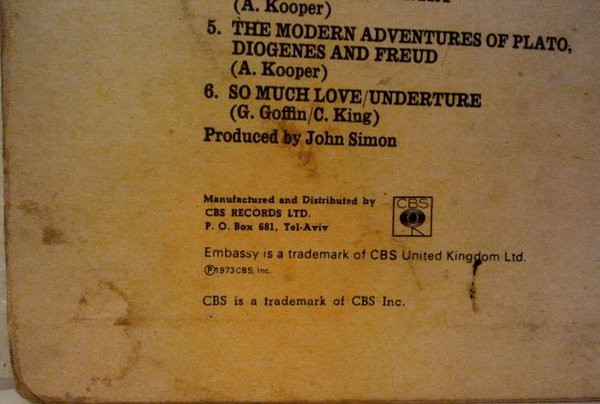 (A. Kooper)
5. THE MODERN ADVENTURES OF PLATO,
DIOGENES AND FREUD
(A. Kooper)
6. SO MUCH LOVE/UNDERTURE
(G. Goffin/C. King)
Produced by John Simon
Manufactured and Distributed by
CBS RECORDS LTD.
P. O. Box 681, Tel-Aviv
CBS
Embassy is a trademark of CBS United Kingdom Ltd.
Ⓟ1973 CBS, Inc.
CBS is a trademark of CBS Inc.